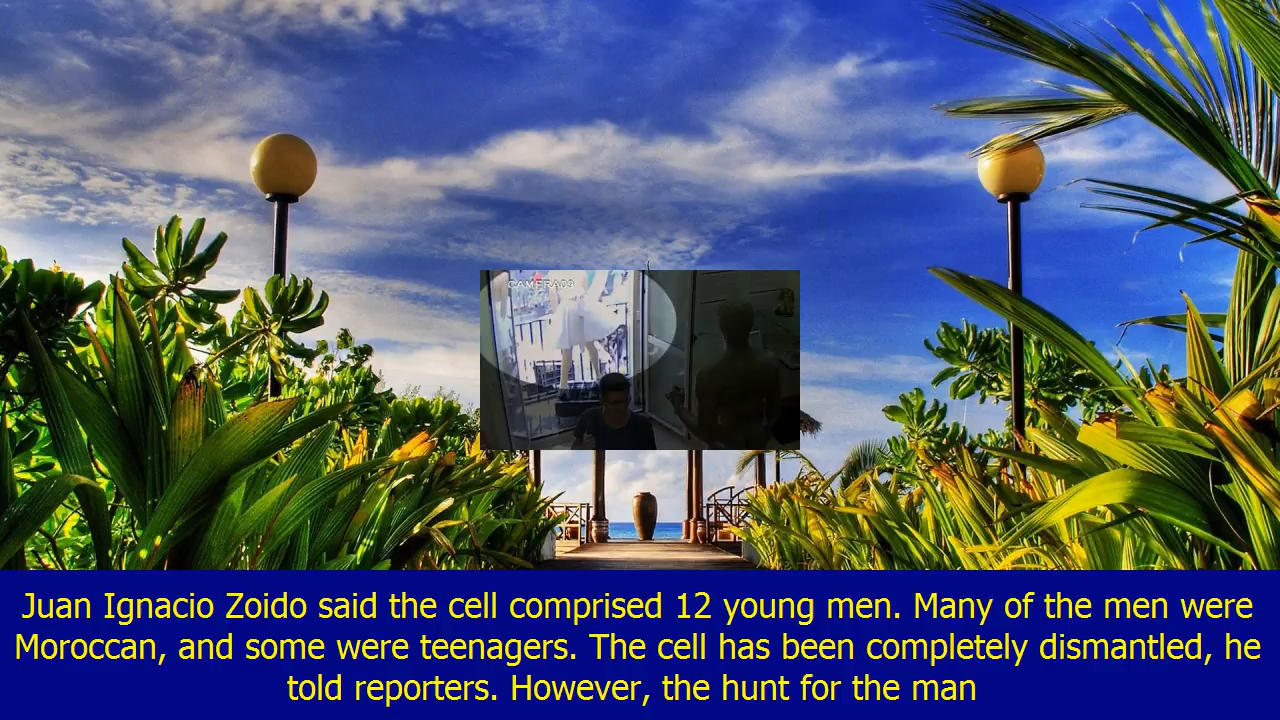 CAMERA09
Juan Ignacio Zoido said the cell comprised 12 young men. Many of the men were
Moroccan, and some were teenagers. The cell has been completely dismantled, he
told reporters. However, the hunt for the man